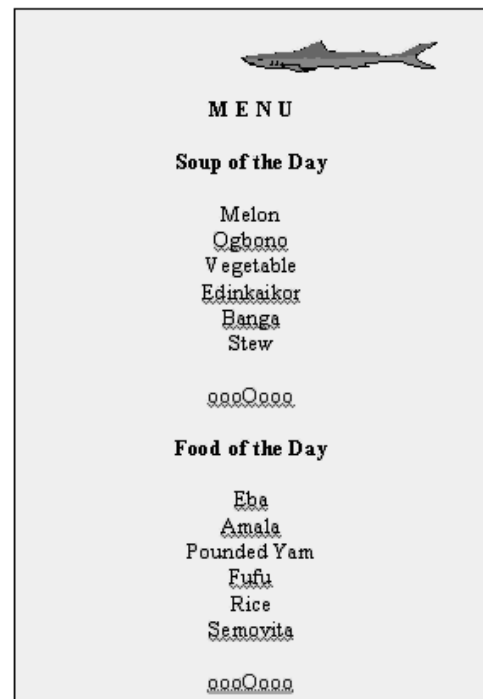 M E N U
Soup of the Day
Melon
Ogbono
Vegetable
Edinkaikor
Banga
Stew
oooOooo
Food of the Day
Eba
Amala
Pounded Yam
Fufu
Rice
Semovita
oooOooo